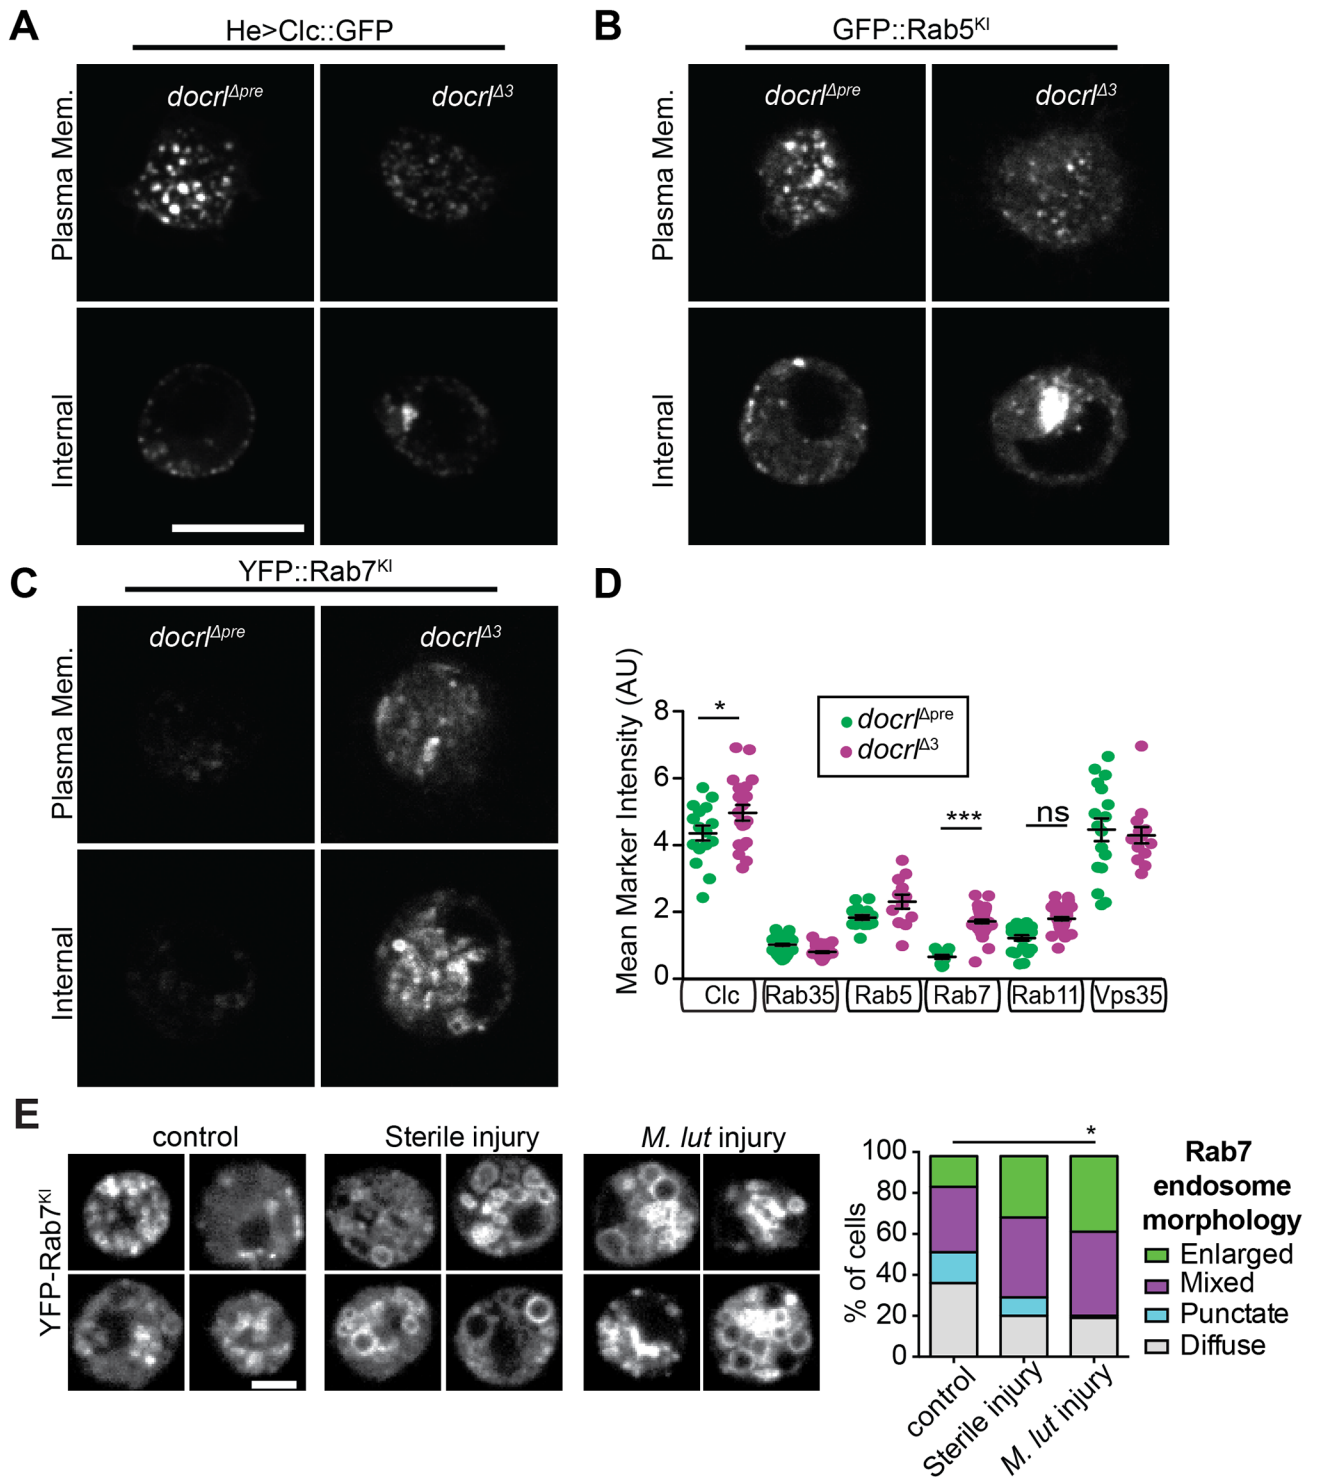 A
He>Clc::GFP
docrlΔpre
docrlΔ3
Plasma Mem.
Internal
B
GFP::Rab5KI
docrlΔpre
docrlΔ3
Plasma Mem.
Internal
C
YFP::Rab7KI
docrlΔpre
docrlΔ3
Plasma Mem.
Internal
D
Mean Marker Intensity (AU)
8
6
4
2
0
*
***
ns
docrlΔpre
docrlΔ3
Clc
Rab35
Rab5
Rab7
Rab11
Vps35
E
YFP-Rab7KI
control
Sterile injury
M. lut injury
% of cells
100
80
60
40
20
0
*
control
Sterile injury
M. lut injury
Rab7
endosome
morphology
Enlarged
Mixed
Punctate
Diffuse